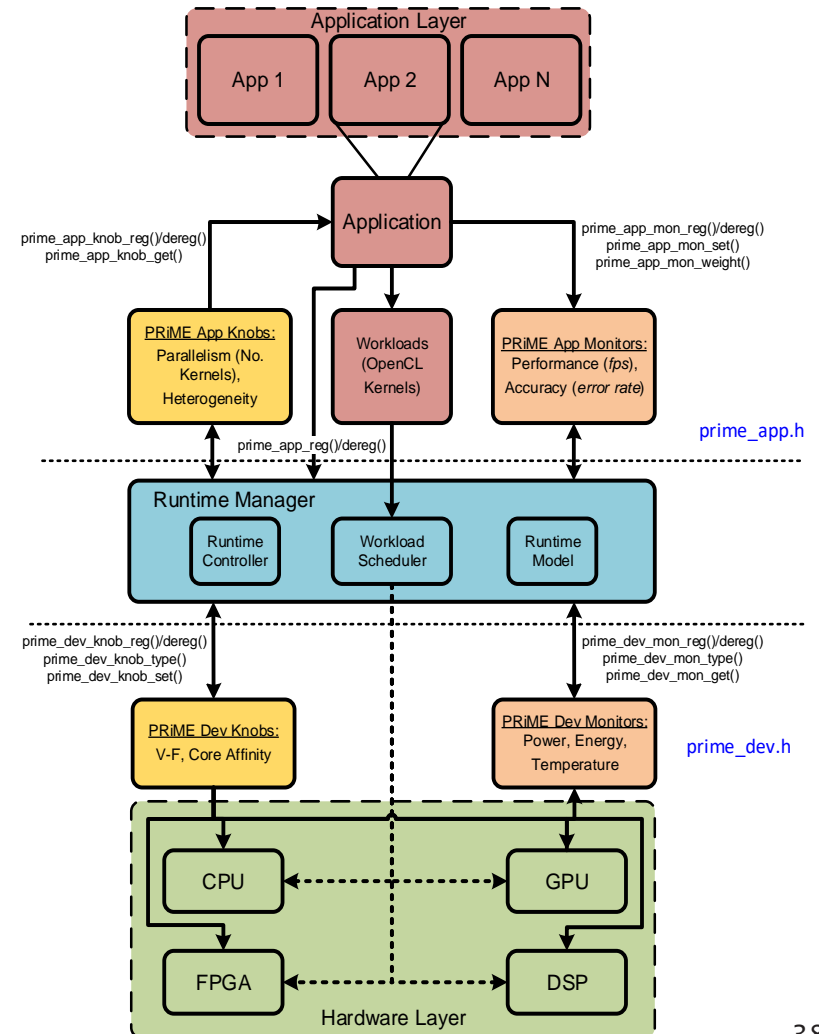 Application Layer
App 1
App 2
App N
Application
prime_app_knob_reg()/dereg()
prime_app_knob_get()
prime_app_mon_reg()/dereg()
prime_app_mon_set()
prime_app_mon_weight()
PRiME App Knobs:
Parallelism (No.
Kernels),
Heterogeneity
Workloads
(OpenCL
Kernels)
PRiME App Monitors:
Performance (fps),
Accuracy (error rate)
prime_app.h
prime_app_reg()/dereg()
Runtime Manager
Runtime
Controller
Workload
Scheduler
Runtime
Model
prime_dev_knob_reg()/dereg()
prime_dev_knob_type()
prime_dev_knob_set()
prime_dev_mon_reg()/dereg()
prime_dev_mon_type()
prime_dev_mon_get()
PRiME Dev Knobs:
V-F, Core Affinity
PRiME Dev Monitors:
Power, Energy,
Temperature
prime_dev.h
CPU
GPU
FPGA
DSP
Hardware Layer